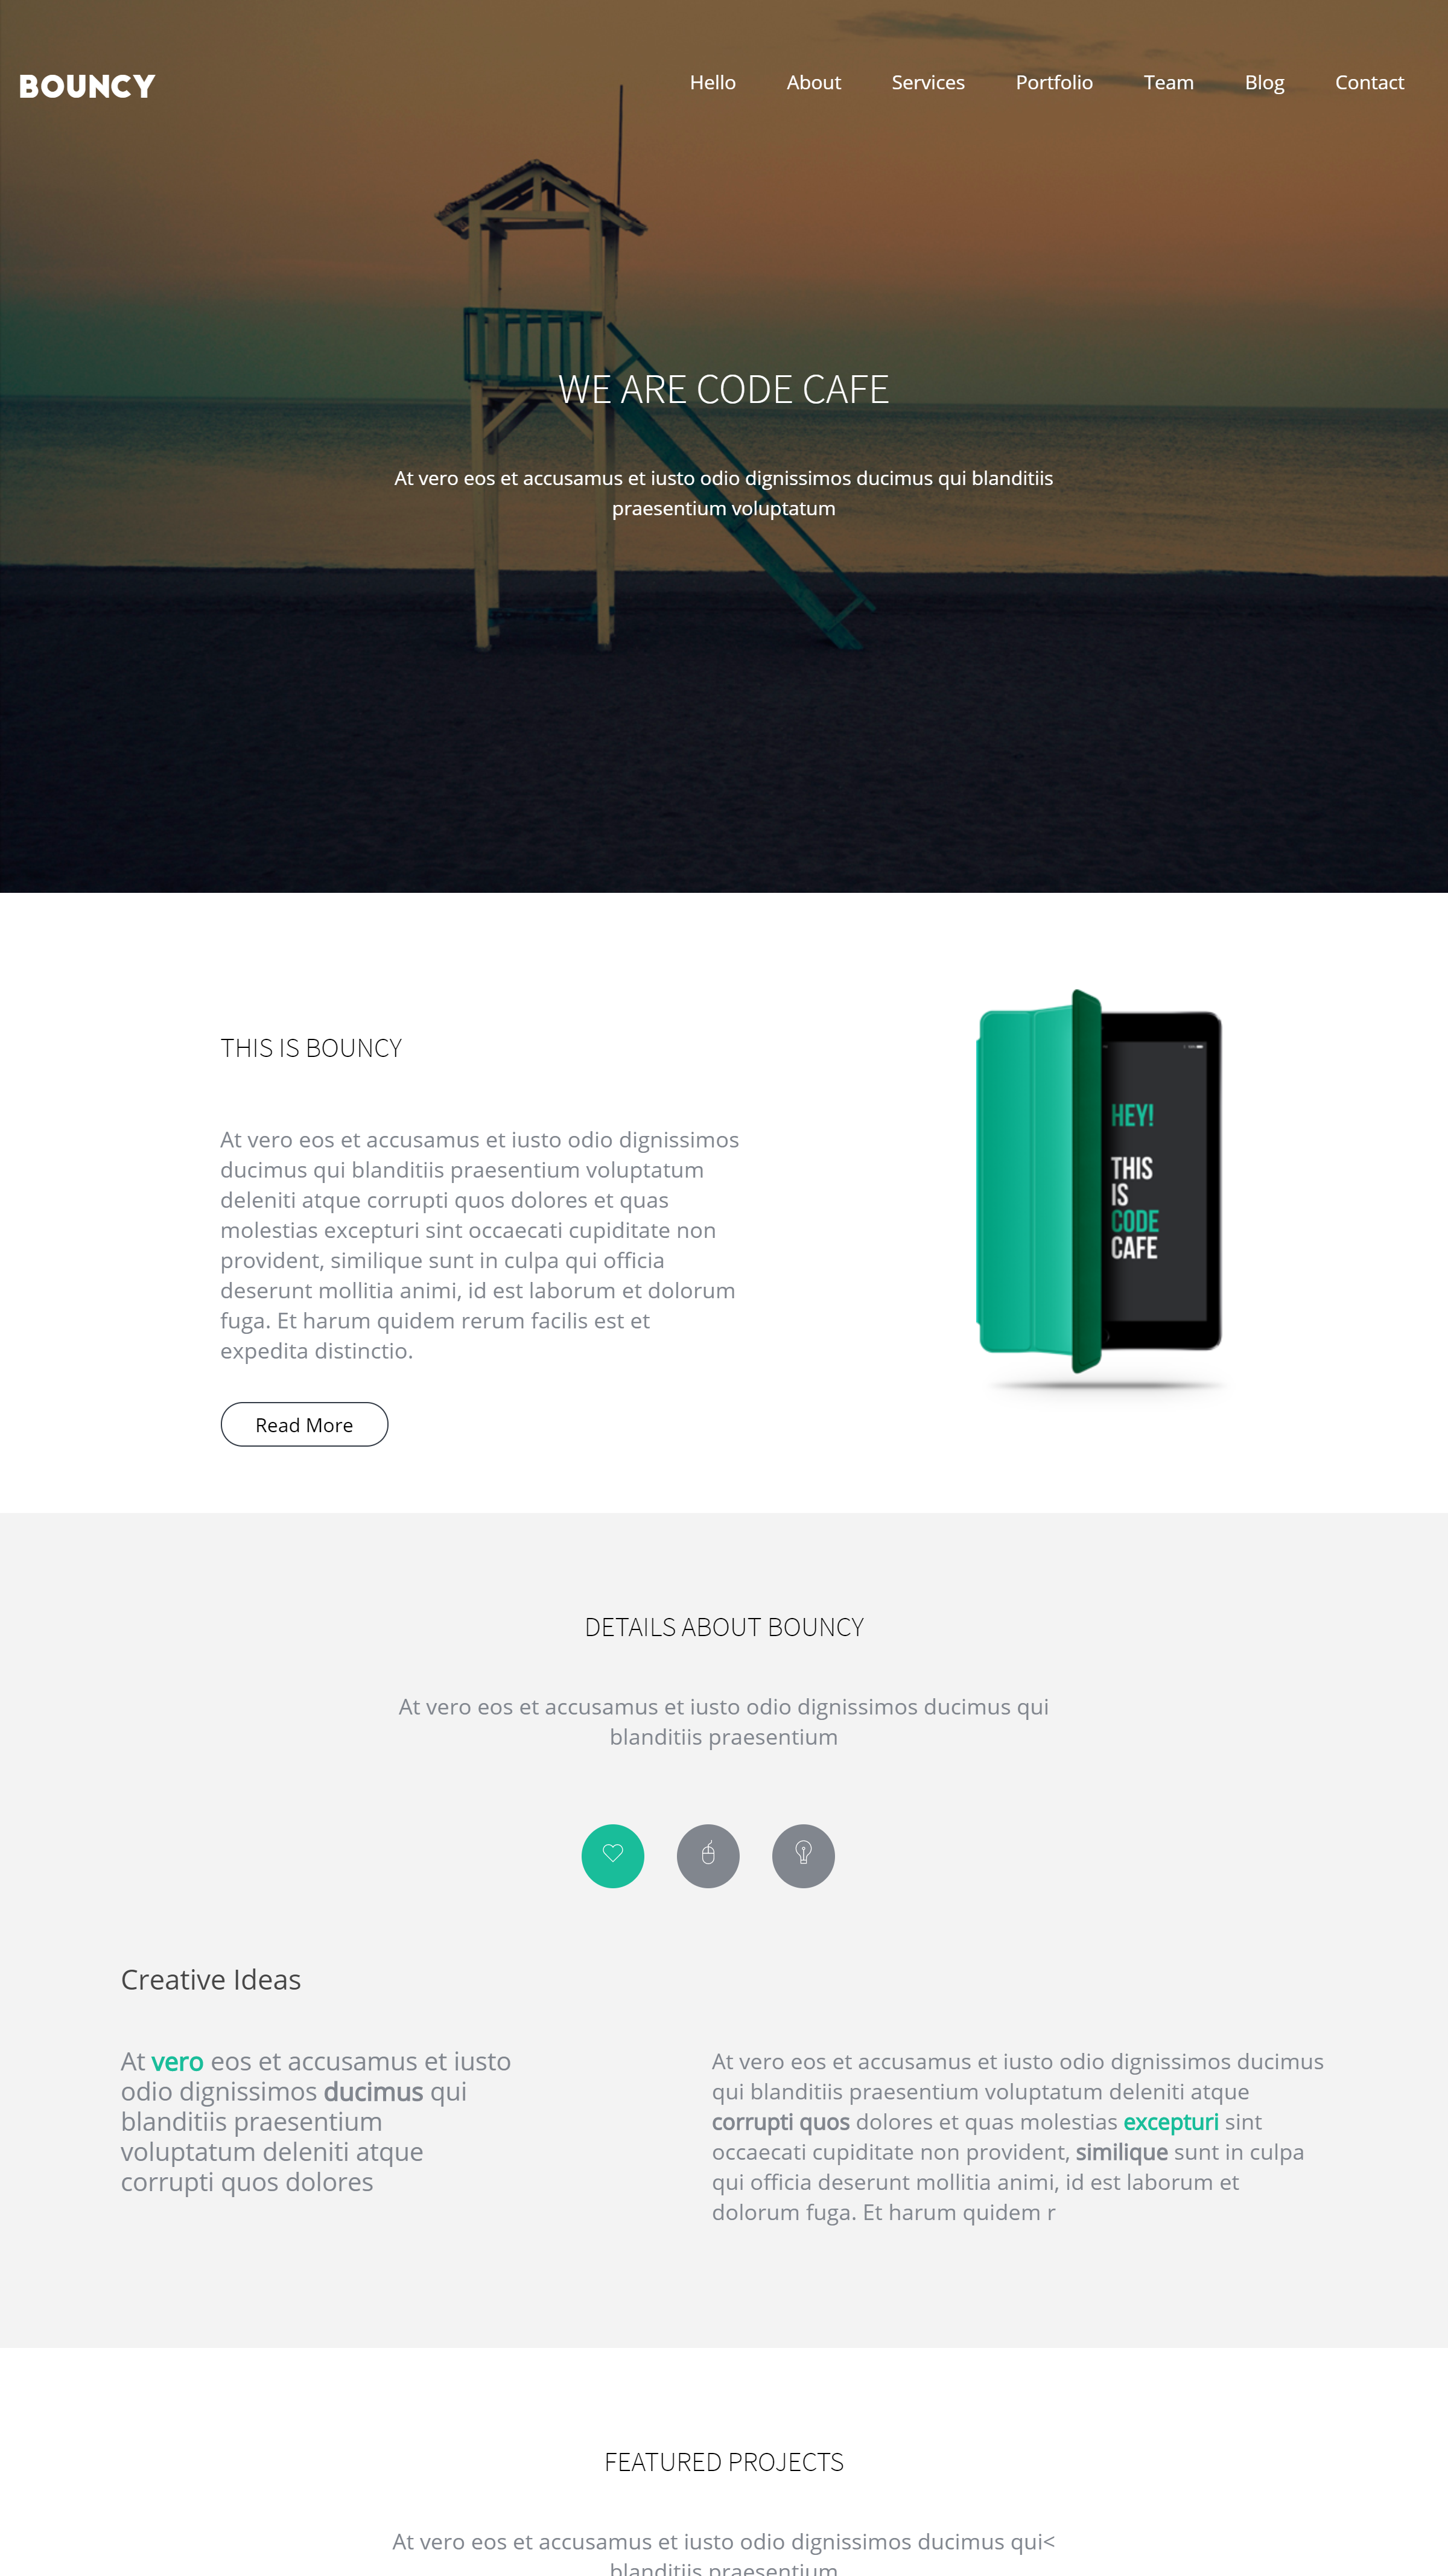 BOUNCY
Hello About Services Portfolio Team Blog Contact
WE ARE CODE CAFE
At vero eos et accusamus et iusto odio dignissimos ducimus qui blanditiis
praesentium voluptatum
THIS IS BOUNCY
At vero eos et accusamus et iusto odio dignissimos
ducimus qui blanditiis praesentium voluptatum
deleniti atque corrupti quos dolores et quas
molestias excepturi sint occaecati cupiditate non
provident, similique sunt in culpa qui officia
deserunt mollitia animi, id est laborum et dolorum
fuga. Et harum quidem rerum facilis est et
expedita distinctio.
Read More
HEY!
THIS
IS
CODE
CAFE
DETAILS ABOUT BOUNCY
At vero eos et accusamus et iusto odio dignissimos ducimus qui
blanditiis praesentium
Creative Ideas
At vero eos et accusamus et iusto
odio dignissimos ducimus qui
blanditiis praesentium
voluptatum deleniti atque
corrupti quos dolores
At vero eos et accusamus et iusto odio dignissimos ducimus
qui blanditiis praesentium voluptatum deleniti atque
corrupti quos dolores et quas molestias excepturi sint
occaecati cupiditate non provident, similique sunt in culpa
qui officia deserunt mollitia animi, id est laborum et
dolorum fuga. Et harum quidem r
FEATURED PROJECTS
At vero eos et accusamus et iusto odio dignissimos ducimus qui<
blanditiis praesentium